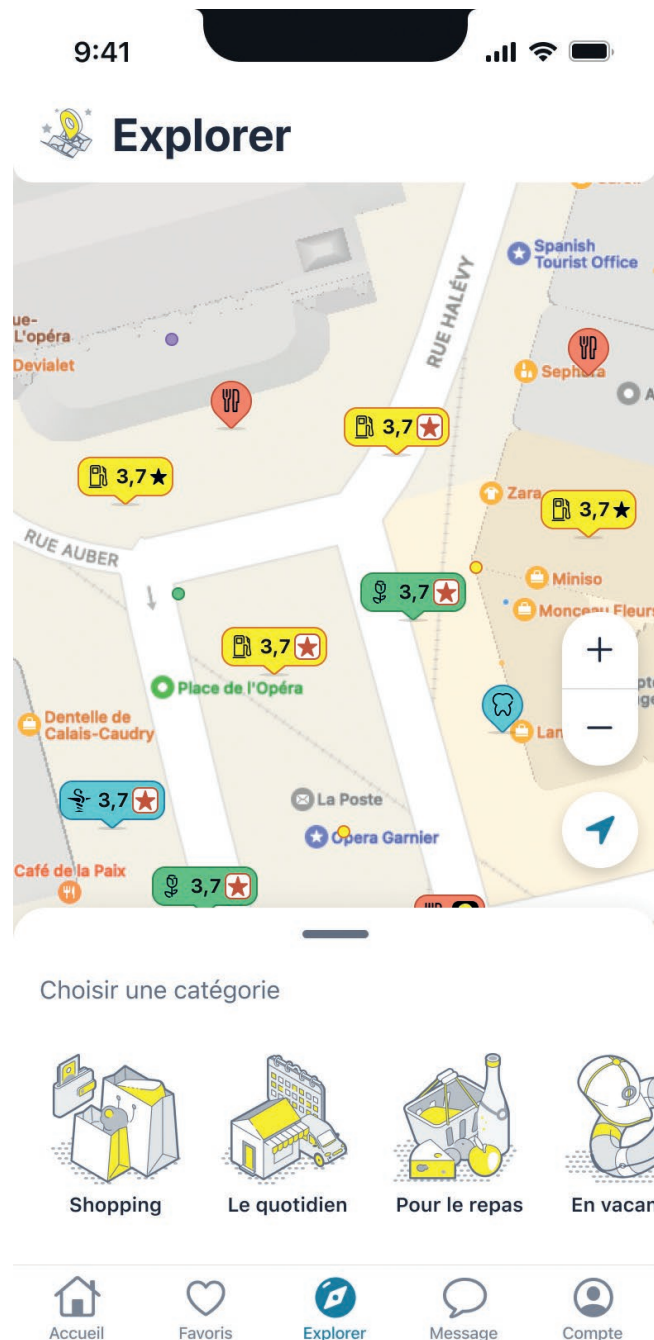 9:41
Explorer
Spanish
Tourist Office
RUE HALÉVY
ue-
L'opéra
Devialet
Sephora
A
3,7
3,7
Zara
3,7
RUE AUBER
Miniso
3,7
Monceau Fleurs
3,7
Place de l'Opéra
Dentelle de
Calais-Caudry
Lan
3,7
La Poste
Opera Garnier
Café de la Paix
3,7
Choisir une catégorie
Shopping
Le quotidien
Pour le repas
En vacan
Accueil
Favoris
Explorer
Message
Compte